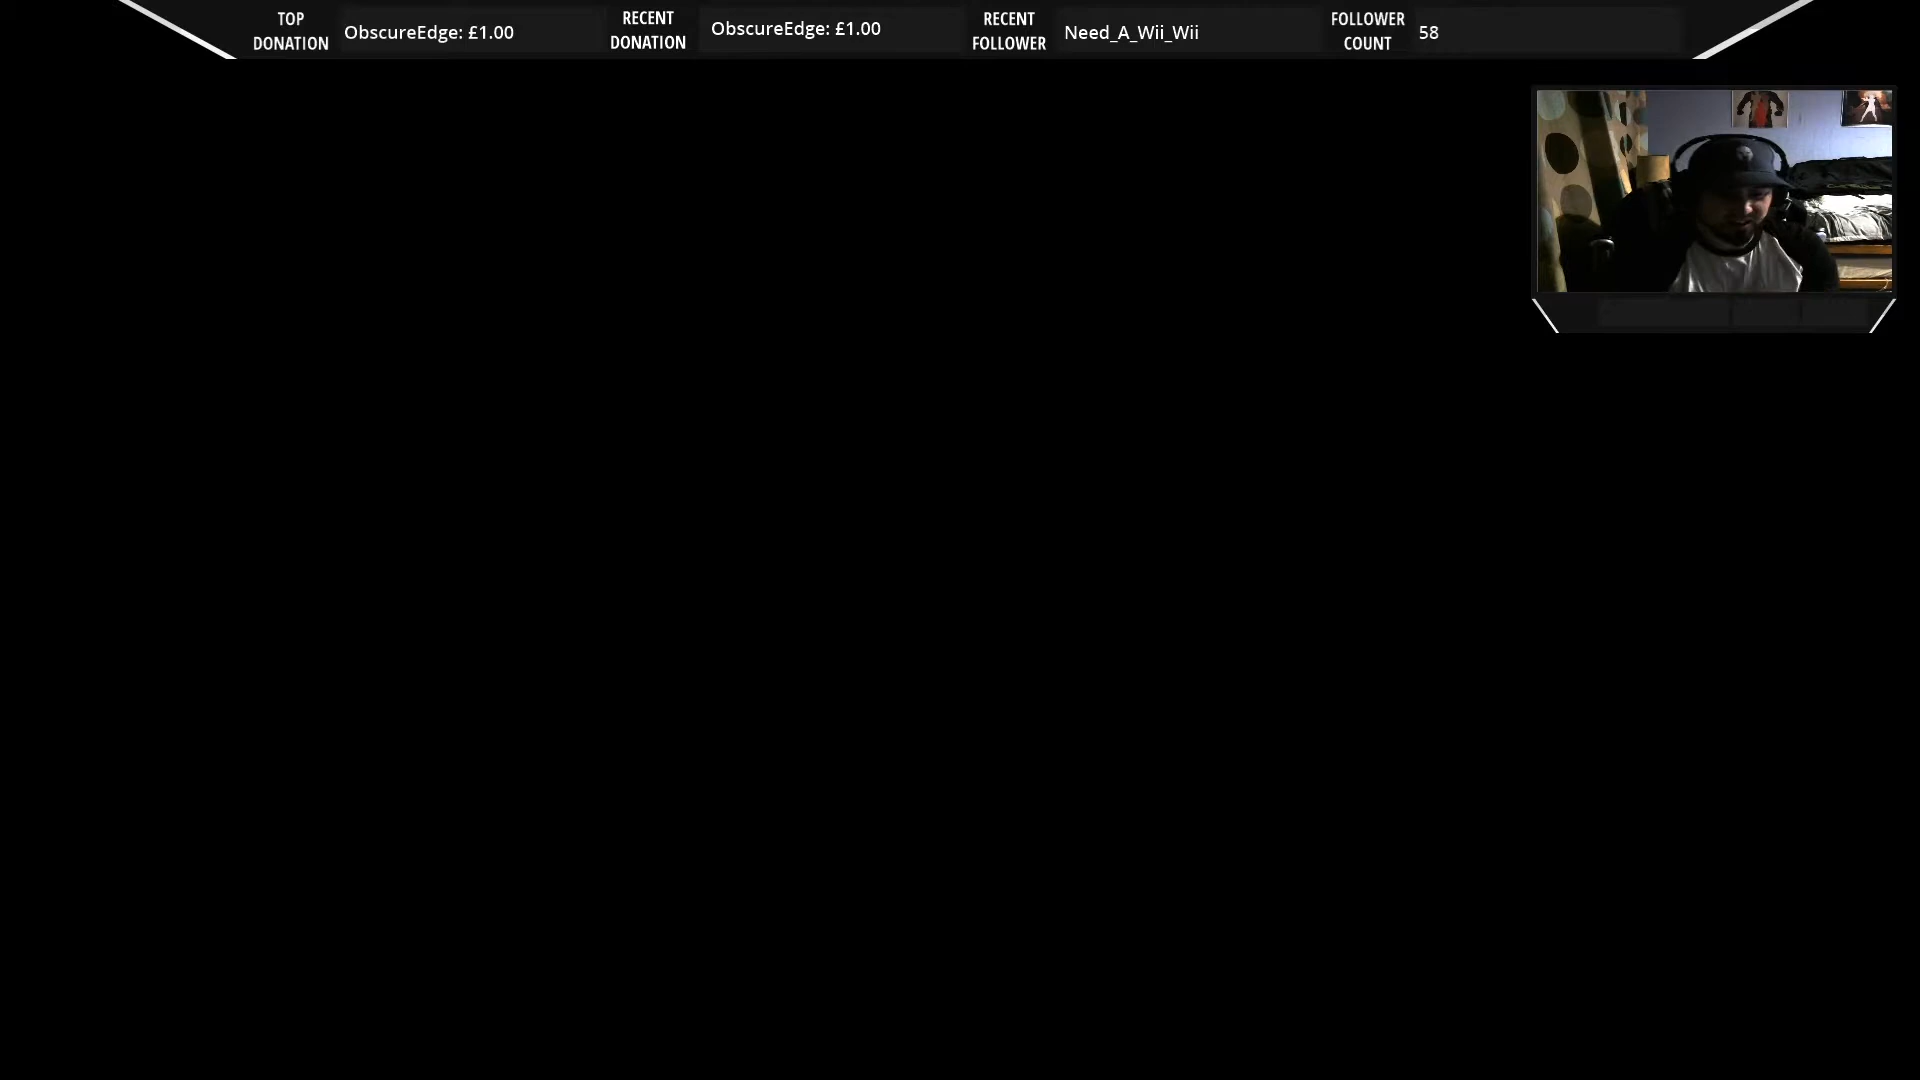 TOP
DONATION
ObscureEdge: £1.00
RECENT
DONATION
ObscureEdge: £1.00
RECENT
FOLLOWER
Need_A_Wii_Wii
FOLLOWER
COUNT
58